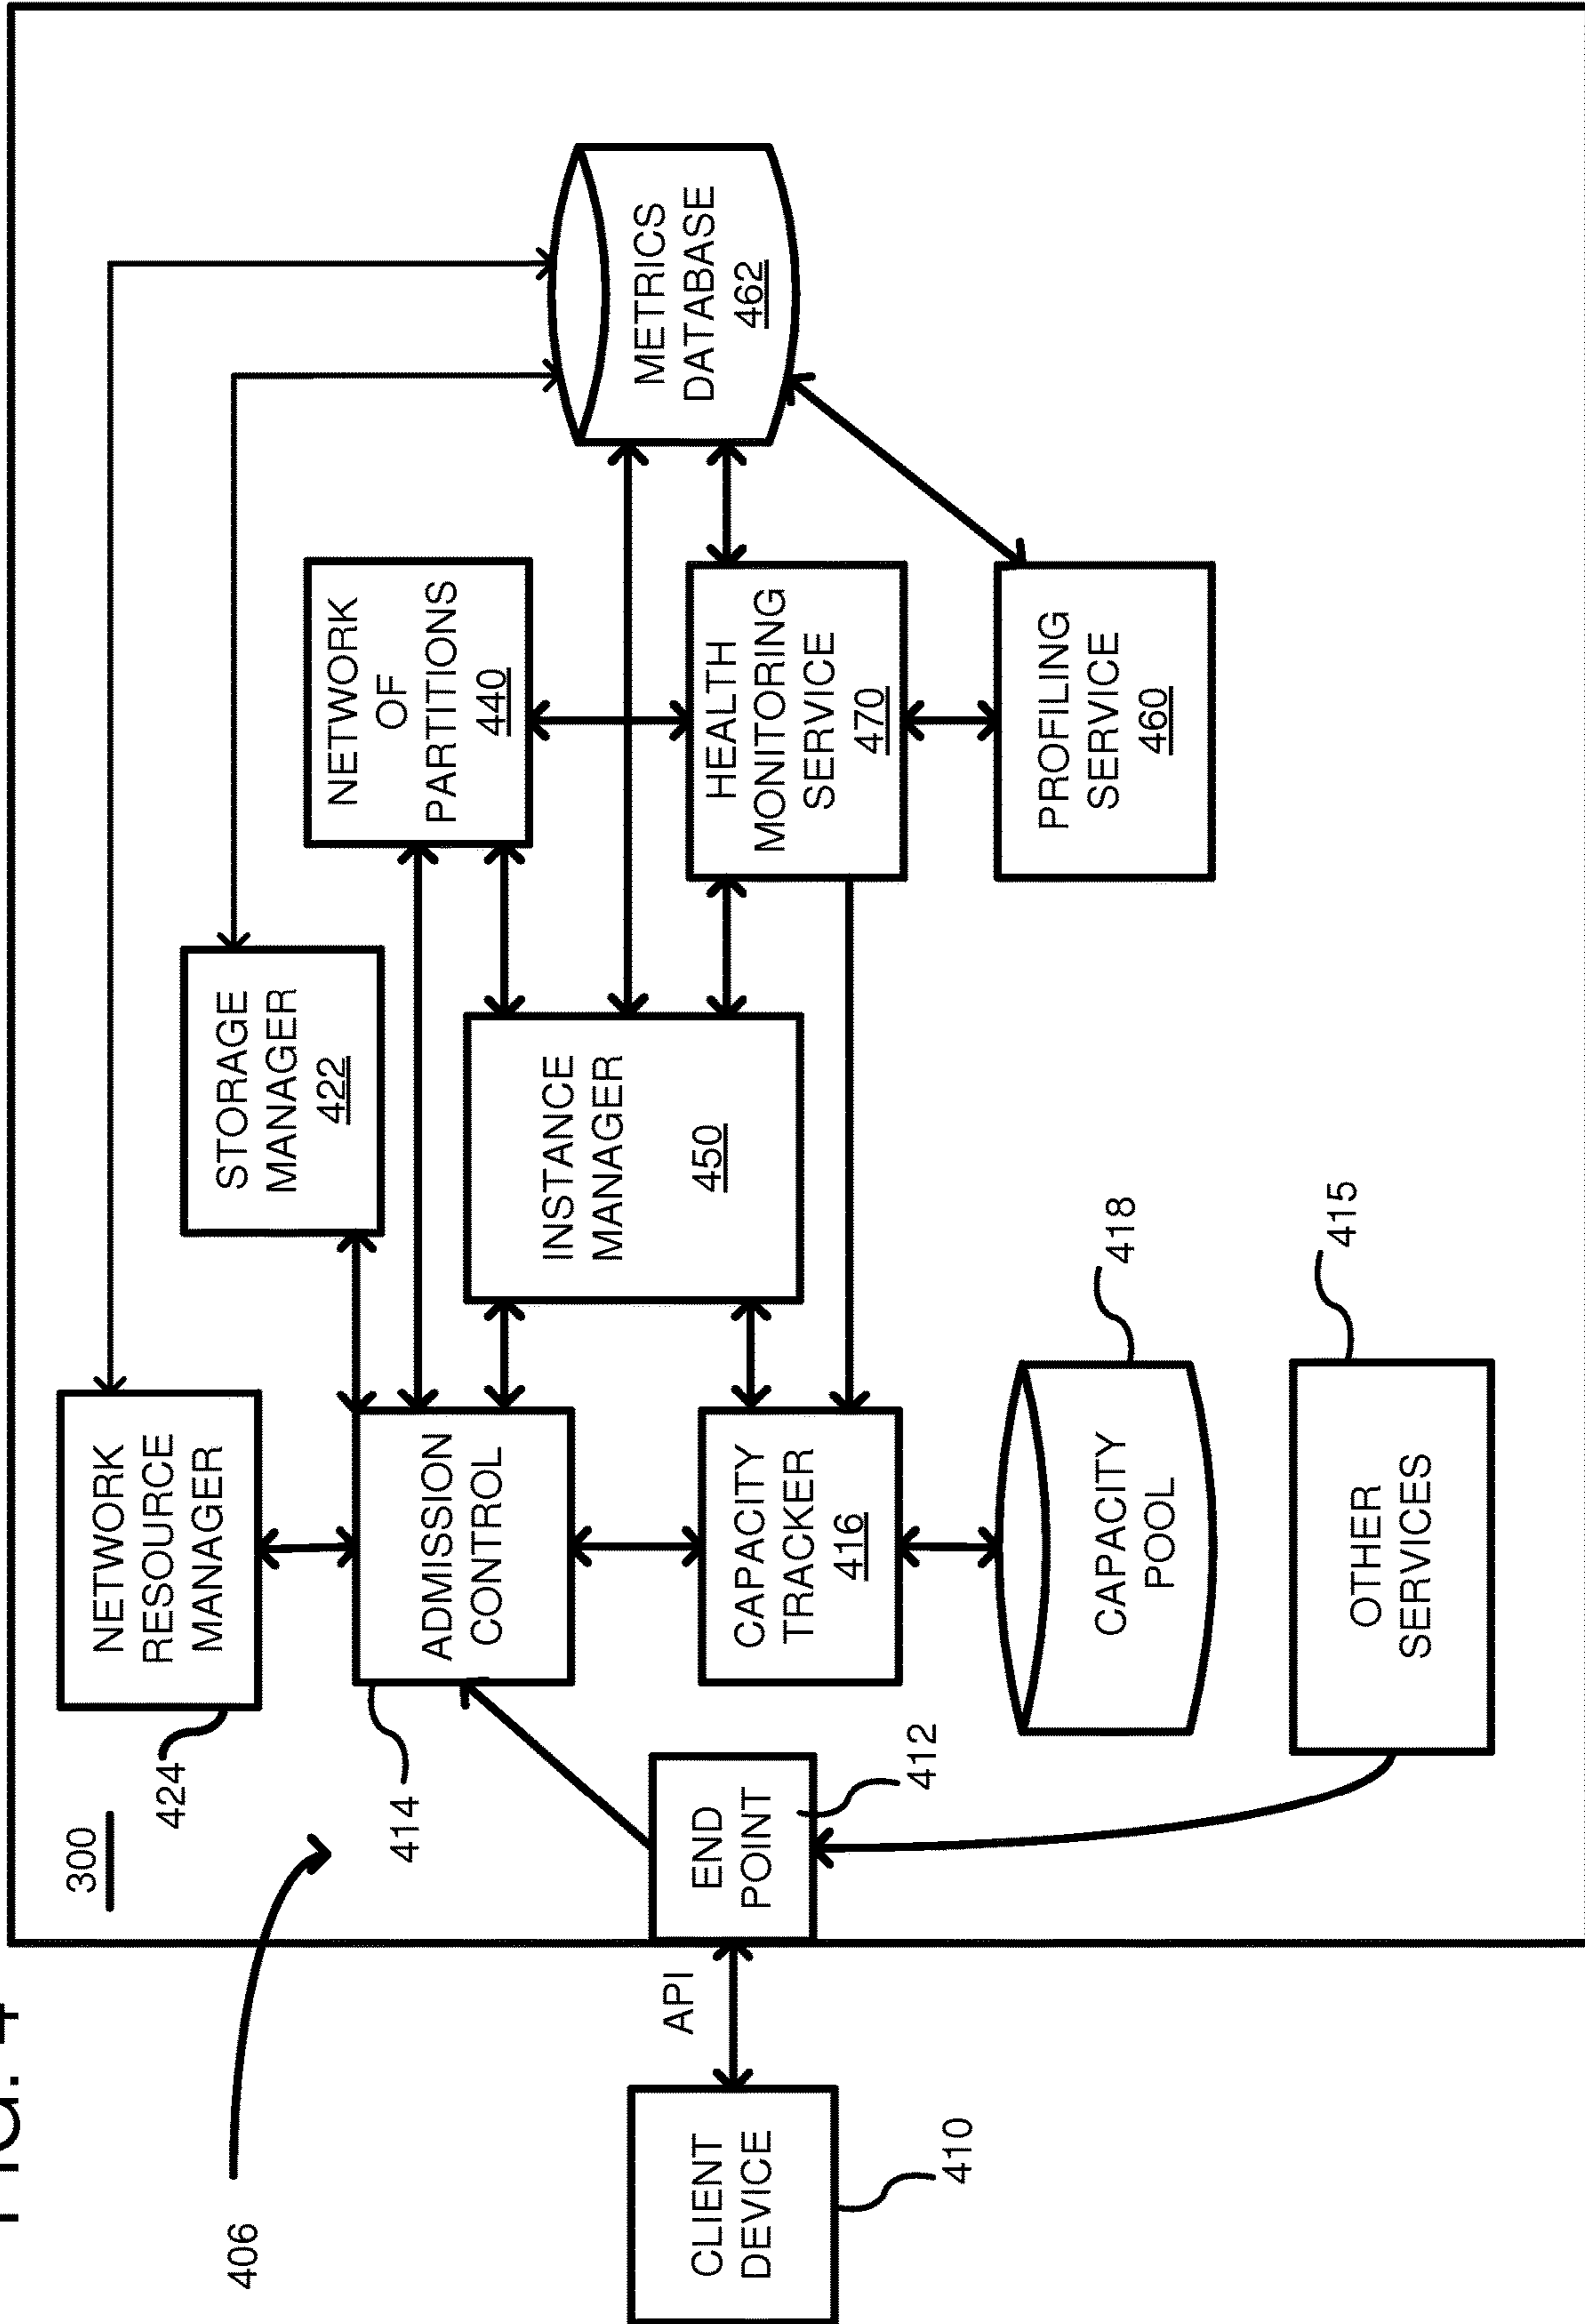 FIG. 4
300
406
424
NETWORK
RESOURCE
MANAGER
STORAGE
MANAGER
422
414
ADMISSION
CONTROL
NETWORK
OF
PARTITIONS
440
INSTANCE
MANAGER
450
METRICS
DATABASE
462
API
CLIENT
DEVICE
410
END
POINT
412
CAPACITY
TRACKER
416
HEALTH
MONITORING
SERVICE
470
CAPACITY
POOL
418
PROFILING
SERVICE
460
OTHER
SERVICES
415